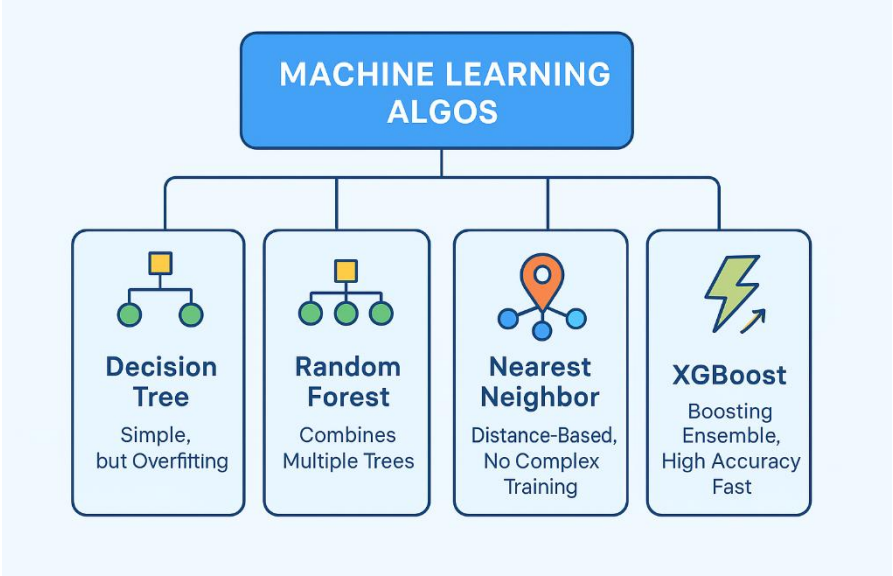 MACHINE LEARNING
ALGOS
Decision
Tree
Simple,
but Overfitting
Random
Forest
Combines
Multiple Trees
Nearest
Neighbor
Distance-Based,
No Complex
Training
XGBoost
Boosting
Ensemble,
High Accuracy
Fast